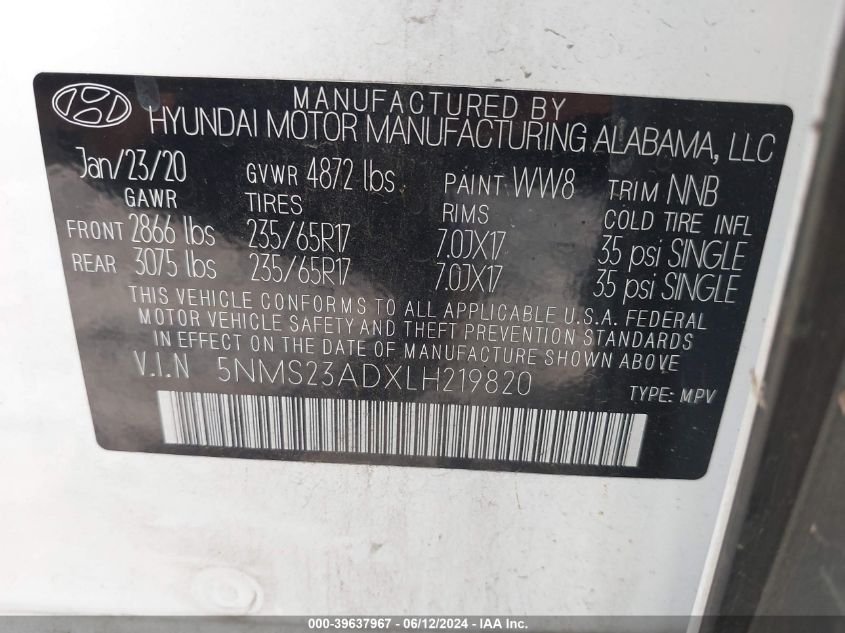 MANUFACTURED BY
HYUNDAI MOTOR MANUFACTURING ALABAMA, LLC
Jan/23/20 GVWR 4872 lbs PAINT WW8 TRIM NNB
GAWR TIRES RIMS COLD TIRE INFL
FRONT 2866 lbs 235/65R17 7.0JX17 35 psi SINGLE
REAR 3075 lbs 235/65R17 7.0JX17 35 psi SINGLE
THIS VEHICLE CONFORMS TO ALL APPLICABLE U.S.A. FEDERAL
MOTOR VEHICLE SAFETY AND THEFT PREVENTION STANDARDS
IN EFFECT ON THE DATE OF MANUFACTURE SHOWN ABOVE
V.I.N 5NMS23ADXLH219820 TYPE: MPV
000-39637967 - 06/12/2024 - IAA Inc.